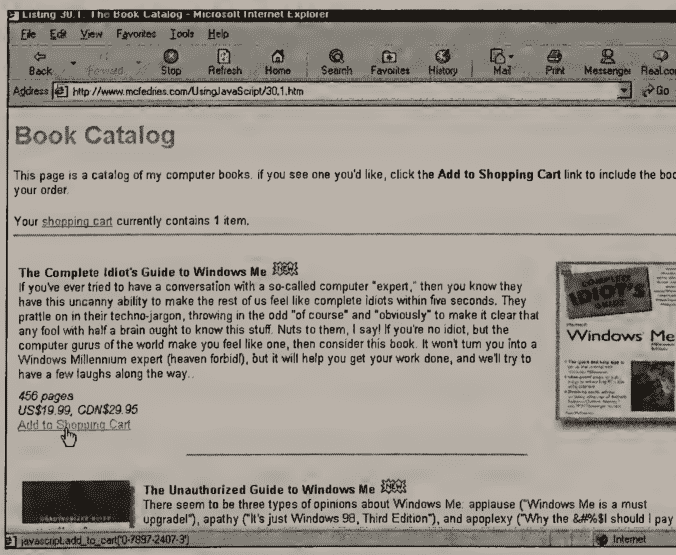 Listing 30.1. The Book Catalog - Microsoft Internet Explorer
File Edit View Favorites Tools Help
Back Forward Stop Refresh Home Search Favorites History Mail Print Messenger Real.com
Address http://www.mcfedries.com/UsingJavaScript/30.1.htm Go
Book Catalog
This page is a catalog of my computer books. if you see one you'd like, click the Add to Shopping Cart link to include the boo
your order.
Your shopping cart currently contains 1 item.
The Complete Idiot's Guide to Windows Me NEW
If you've ever tried to have a conversation with a so-called computer "expert," then you know they
have this uncanny ability to make the rest of us feel like complete idiots within five seconds. They
prattle on in their techno-jargon, throwing in the odd "of course" and "obviously" to make it clear that
any fool with half a brain ought to know this stuff. Nuts to them, I say! If you're no idiot, but the
computer gurus of the world make you feel like one, then consider this book. It won't turn you into a
Windows Millennium expert (heaven forbid!), but it will help you get your work done, and we'll try to
have a few laughs along the way..
COMPLETE
IDIOT'S
GUIDE
Windows Me
456 pages
US$19.99, CDN$29.95
Add to Shopping Cart
The Unauthorized Guide to Windows Me NEW
There seem to be three types of opinions about Windows Me: applause ("Windows Me is a must
upgrade!"), apathy ("It's just Windows 98, Third Edition"), and apoplexy ("Why the &#%$! should I pay
javascript:add_to_cart('0-7897-2407-3') Internet